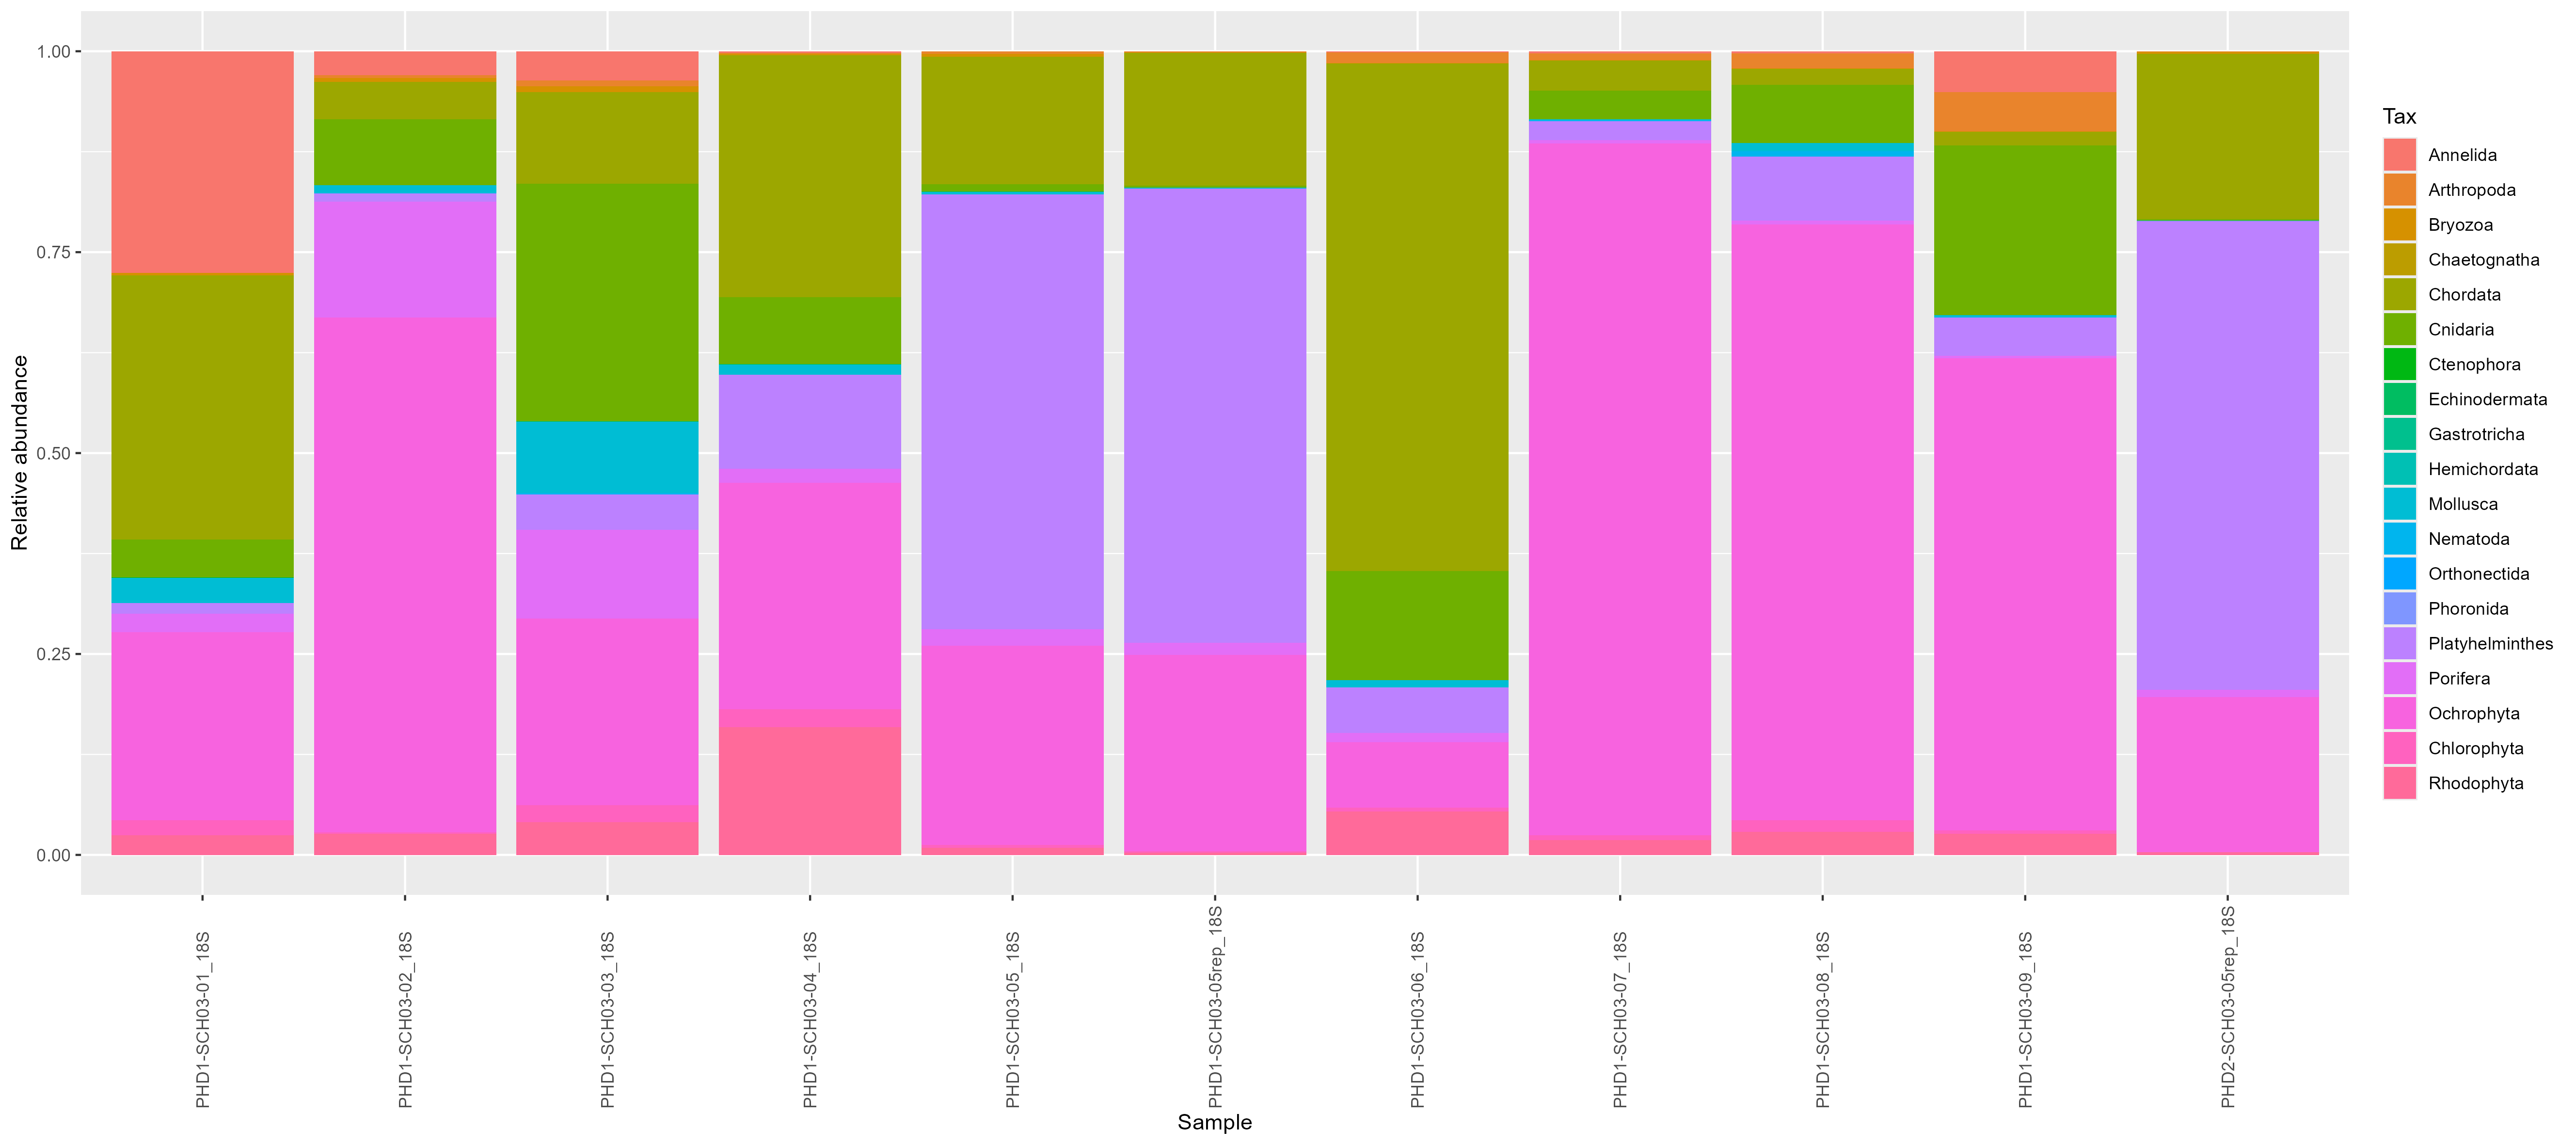 Relative abundance
1.00
0.75
0.50
0.25
0.00
PHD1-SCH03-01_18S
PHD1-SCH03-02_18S
PHD1-SCH03-03_18S
PHD1-SCH03-04_18S
PHD1-SCH03-05_18S
PHD1-SCH03-05rep_18S
PHD1-SCH03-06_18S
PHD1-SCH03-07_18S
PHD1-SCH03-08_18S
PHD1-SCH03-09_18S
PHD2-SCH03-05rep_18S
Sample
Tax
Annelida
Arthropoda
Bryozoa
Chaetognatha
Chordata
Cnidaria
Ctenophora
Echinodermata
Gastrotricha
Hemichordata
Mollusca
Nematoda
Orthonectida
Phoronida
Platyhelminthes
Porifera
Ochrophyta
Chlorophyta
Rhodophyta